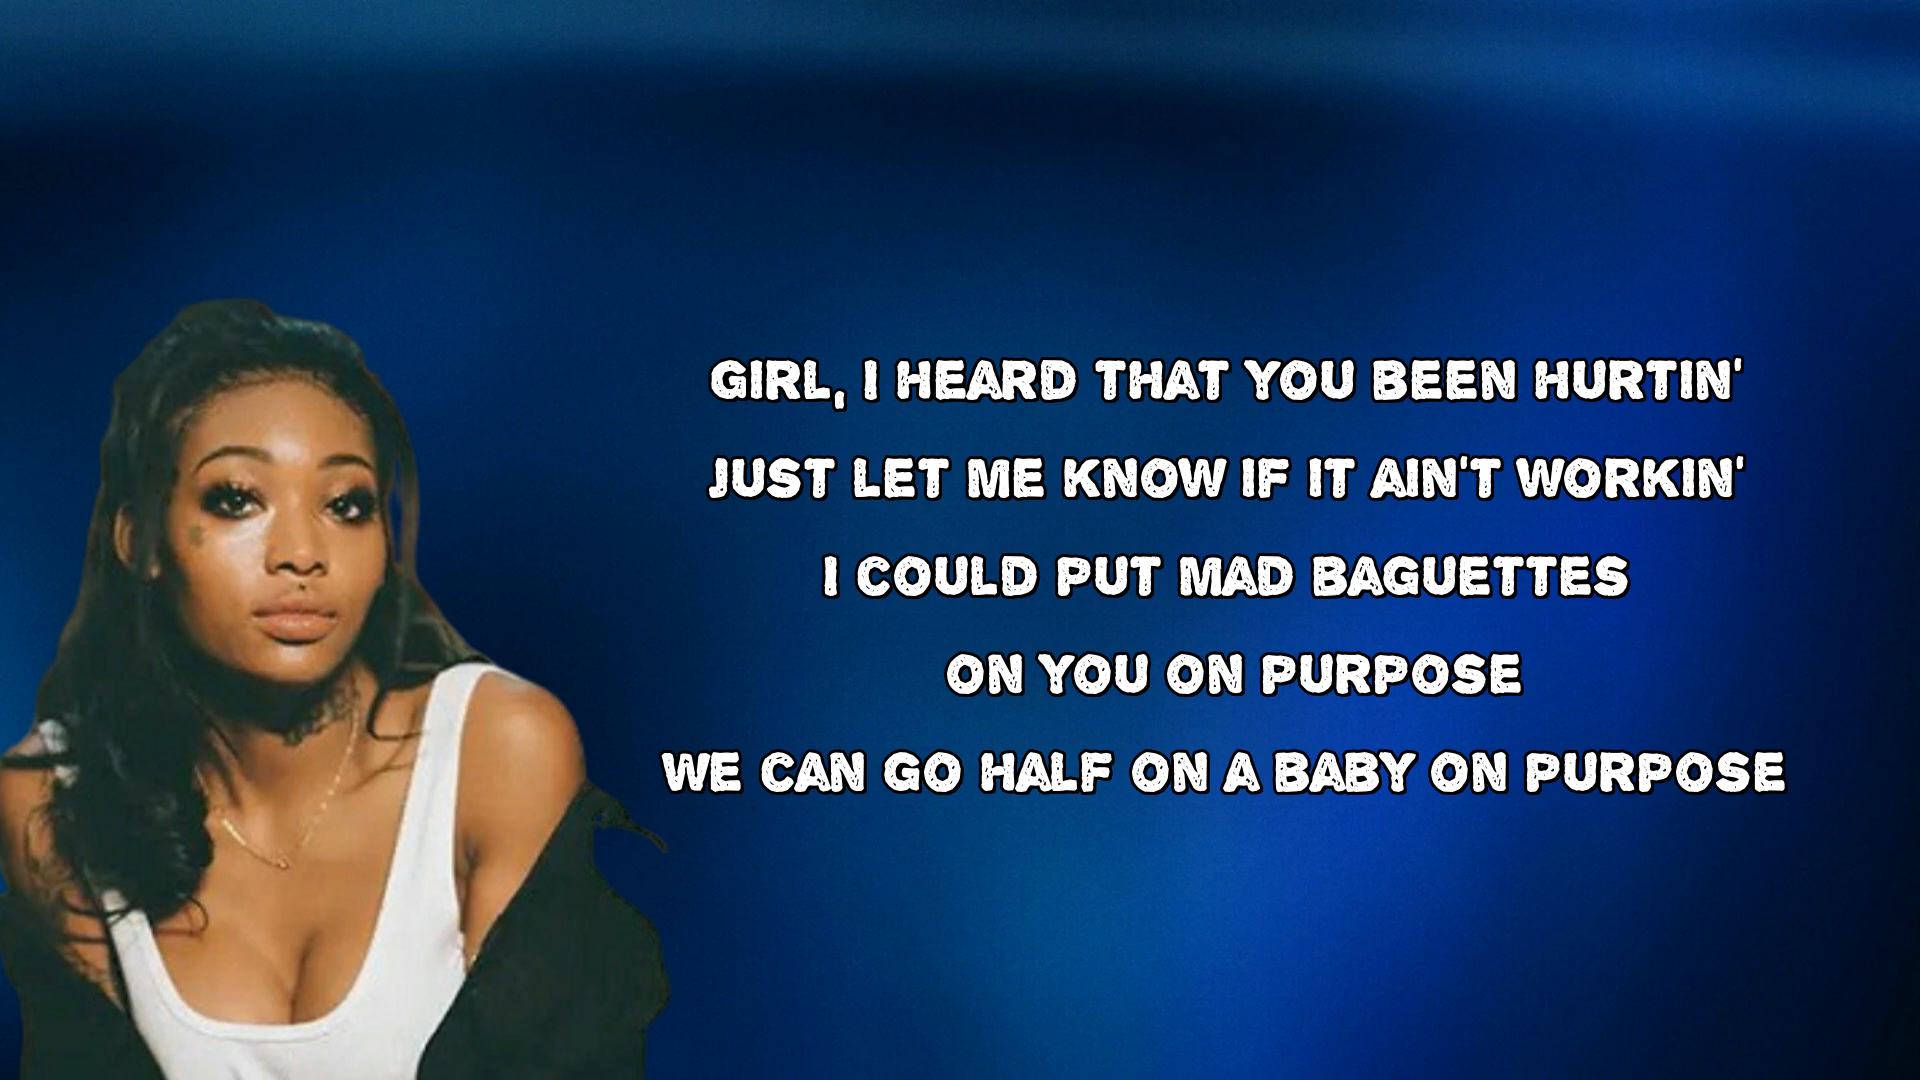 GIRL, I HEARD THAT YOU BEEN HURTIN'
JUST LET ME KNOW IF IT AIN'T WORKIN'
I COULD PUT MAD BAGUETTES
ON YOU ON PURPOSE
WE CAN GO HALF ON A BABY ON PURPOSE